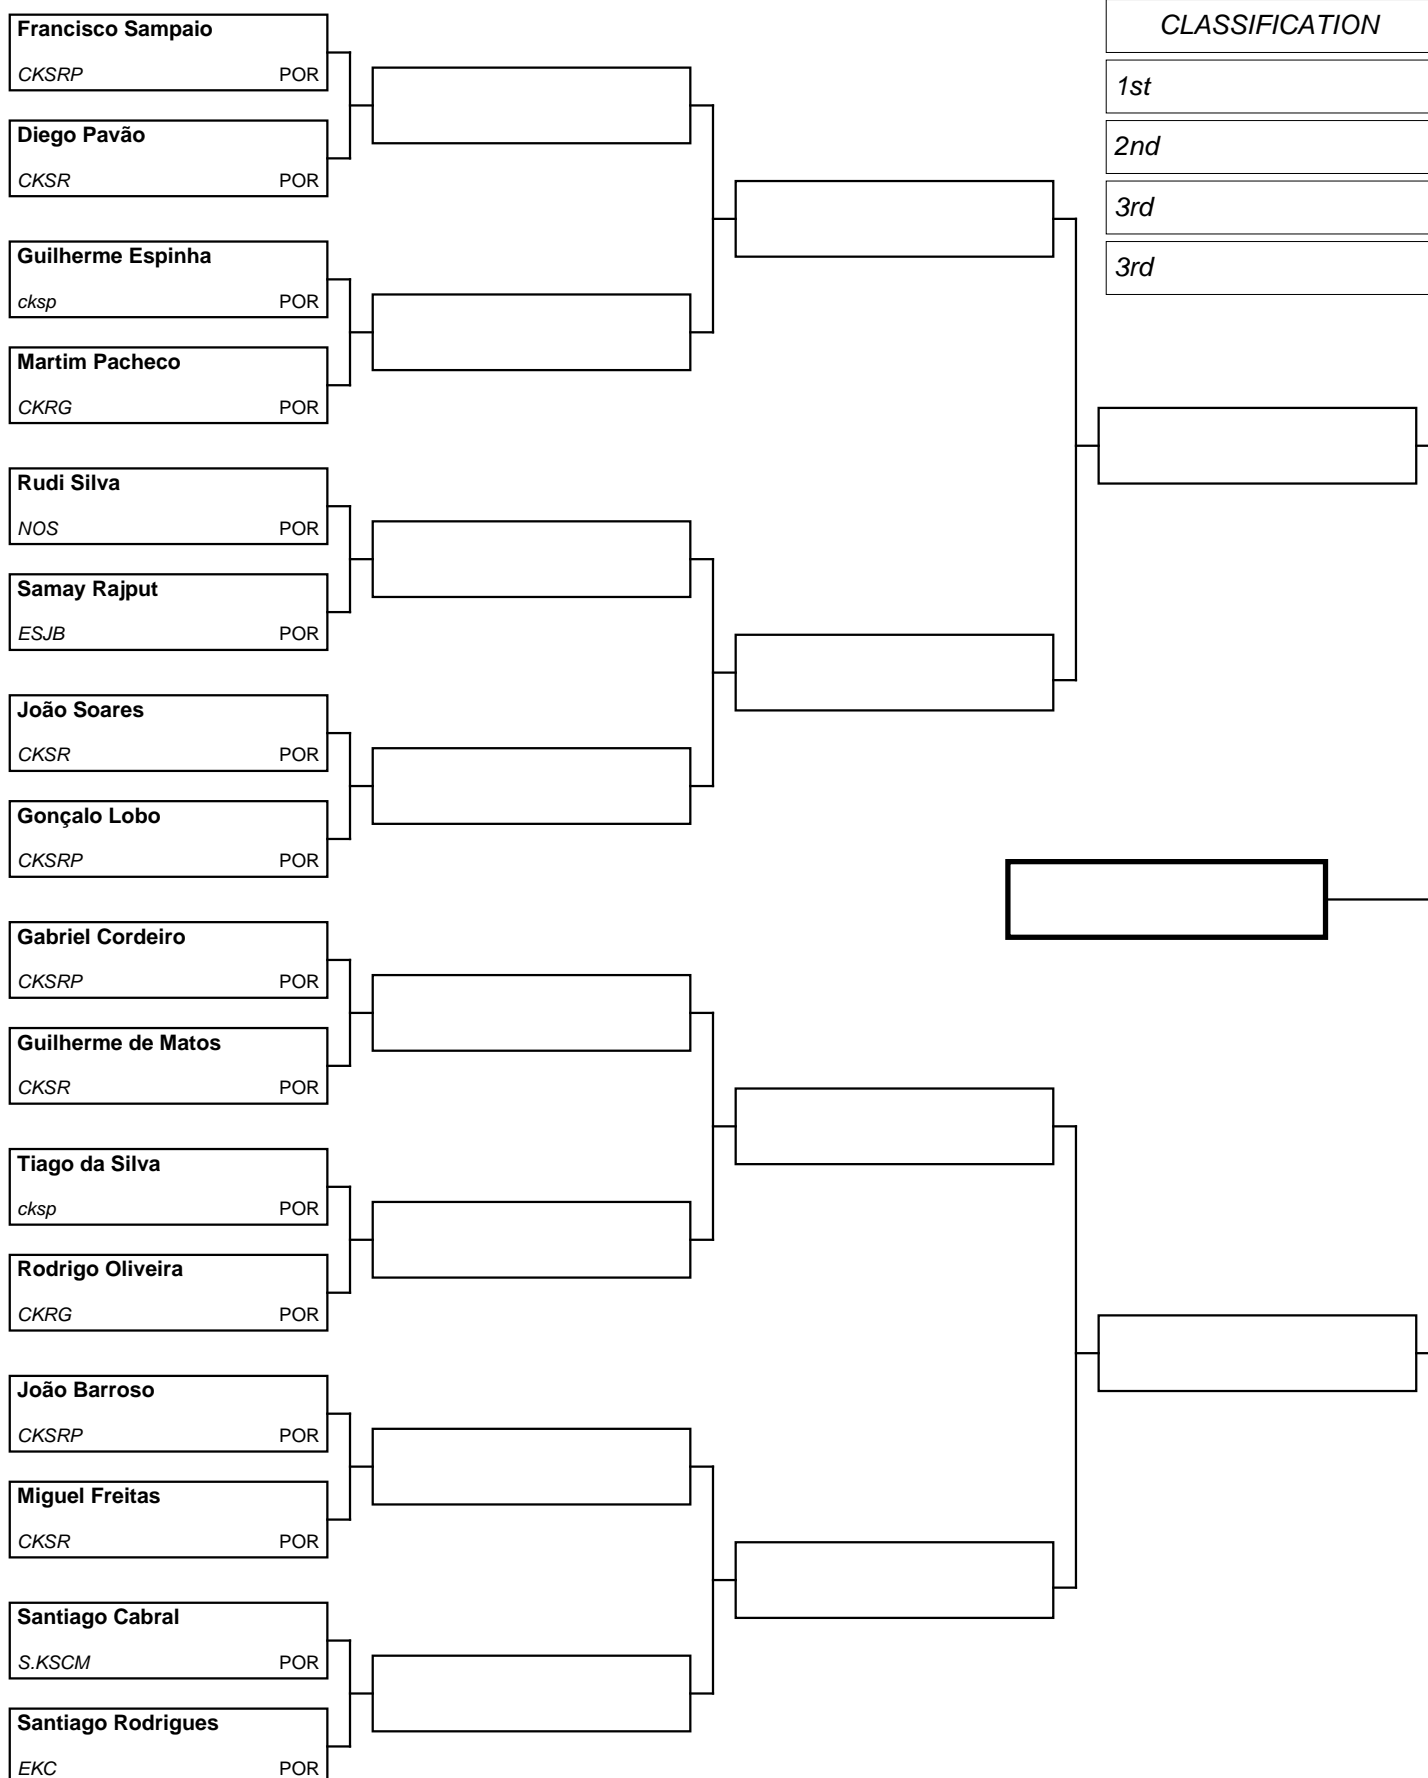 Francisco Sampaio
CKSRP POR
Diego Pavão
CKSR POR
Guilherme Espinha
cksp POR
Martim Pacheco
CKRG POR
Rudi Silva
NOS POR
Samay Rajput
ESJB POR
João Soares
CKSR POR
Gonçalo Lobo
CKSRP POR
Gabriel Cordeiro
CKSRP POR
Guilherme de Matos
CKSR POR
Tiago da Silva
cksp POR
Rodrigo Oliveira
CKRG POR
João Barroso
CKSRP POR
Miguel Freitas
CKSR POR
Santiago Cabral
S.KSCM POR
Santiago Rodrigues
EKC POR
CLASSIFICATION
1st
2nd
3rd
3rd